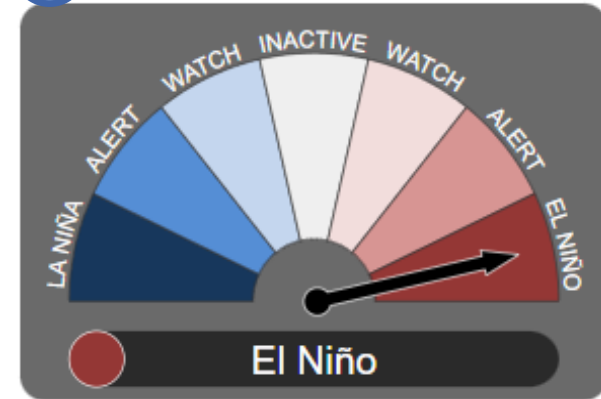 LA NIÑA
ALERT
WATCH
INACTIVE
WATCH
ALERT
EL NIÑO
El Niño